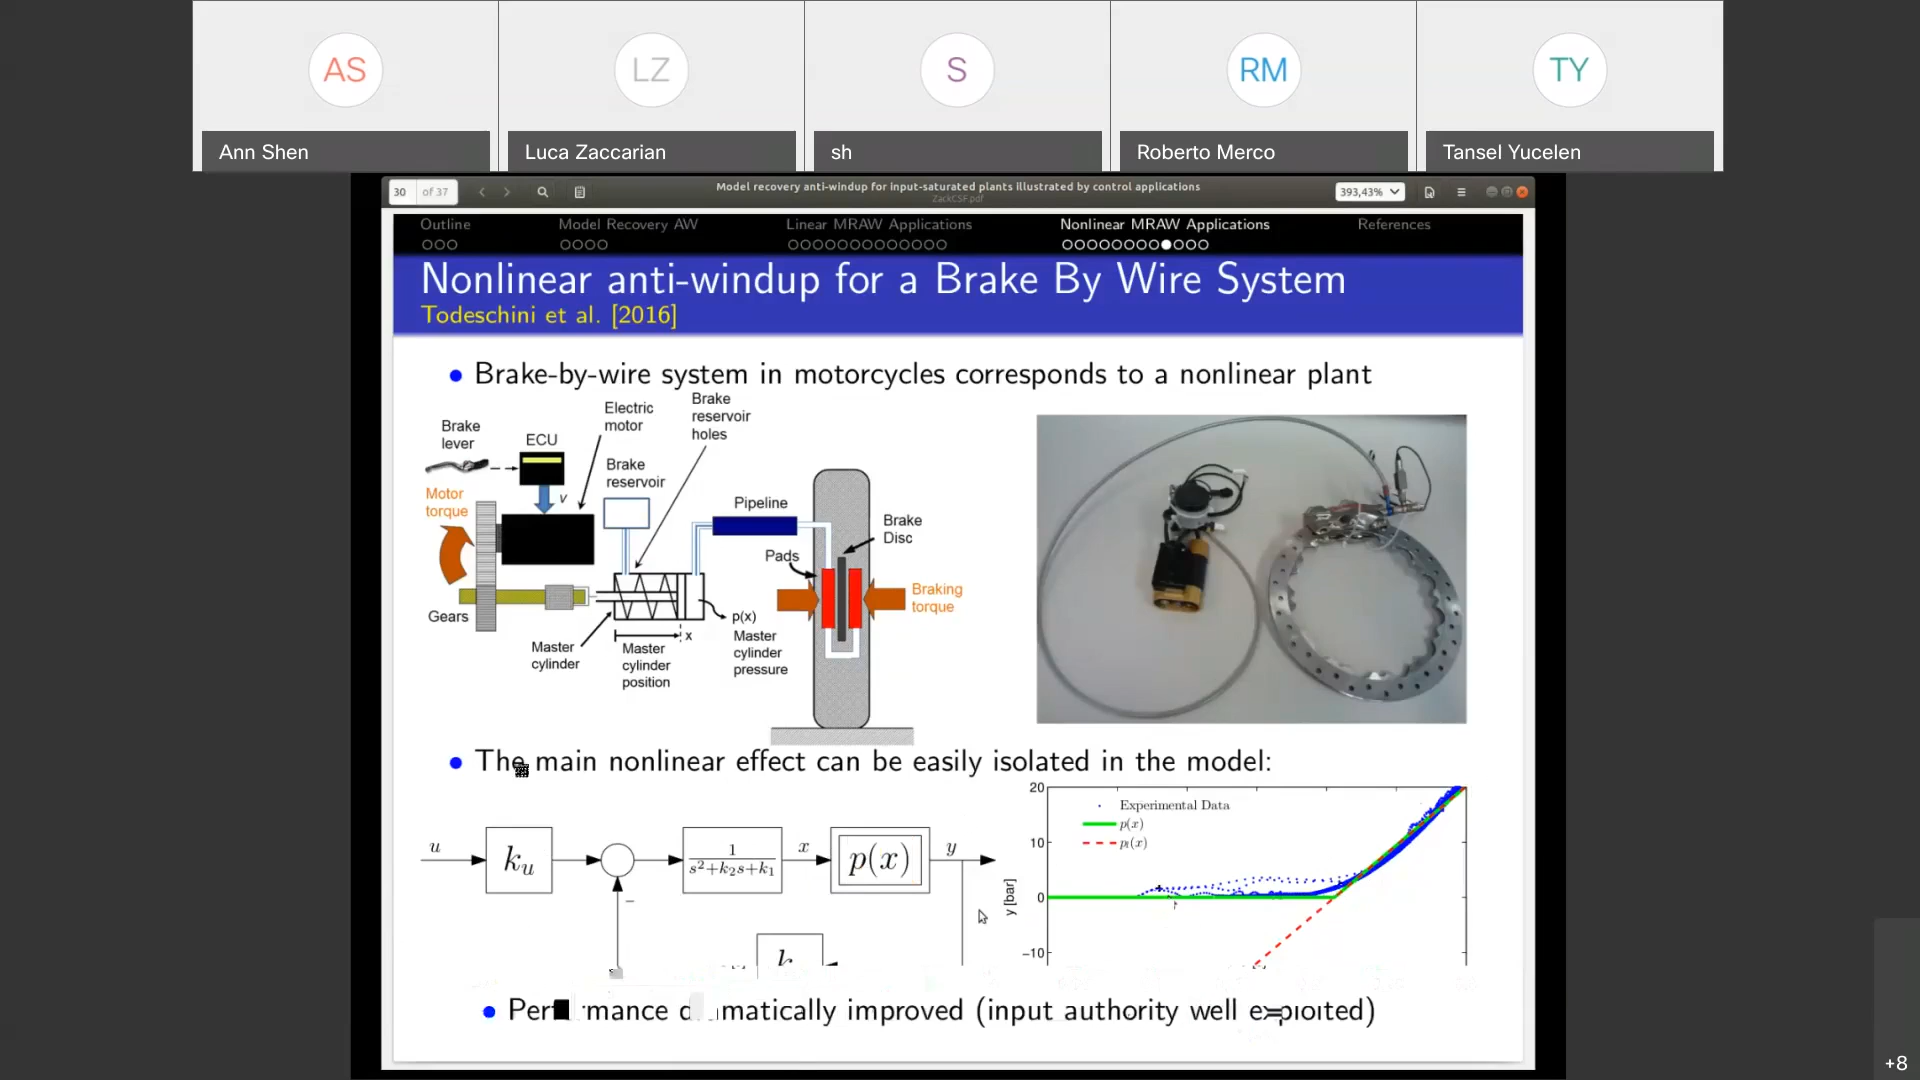 AS
LZ
S
RM
TY
Ann Shen
Luca Zaccarian
sh
Roberto Merco
Tansel Yucelen
30 of 37
Model recovery anti-windup for input-saturated plants illustrated by control applications
ZackCSF.pdf
393,43%
Outline
Model Recovery AW
Linear MRAW Applications
Nonlinear MRAW Applications
References
Nonlinear anti-windup for a Brake By Wire System
Todeschini et al. [2016]
• Brake-by-wire system in motorcycles corresponds to a nonlinear plant
Brake
lever
ECU
Electric
motor
Brake
reservoir
holes
Brake
reservoir
Motor
torque
v
Pipeline
Brake
Disc
Pads
Braking
torque
Gears
p(x)
x
Master
cylinder
Master
cylinder
position
Master
cylinder
pressure
• The main nonlinear effect can be easily isolated in the model:
u
k_u
−
1
s²+k₂s+k₁
x
p(x)
y
k
20
10
0
−10
y [bar]
Experimental Data
p(x)
pₗ(x)
• Performance dramatically improved (input authority well exploited)
+8